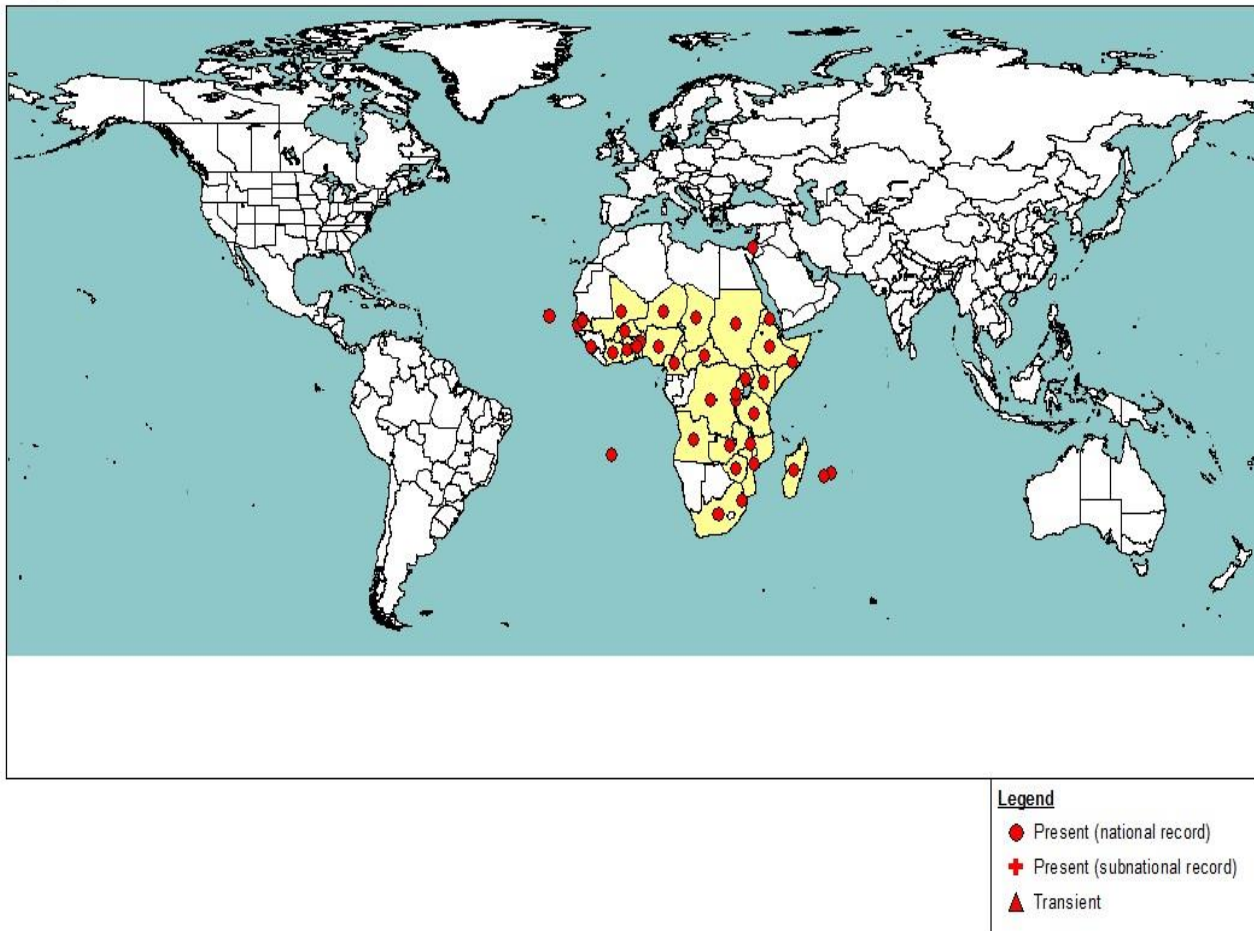 Legend
Present (national record)
Present (subnational record)
Transient